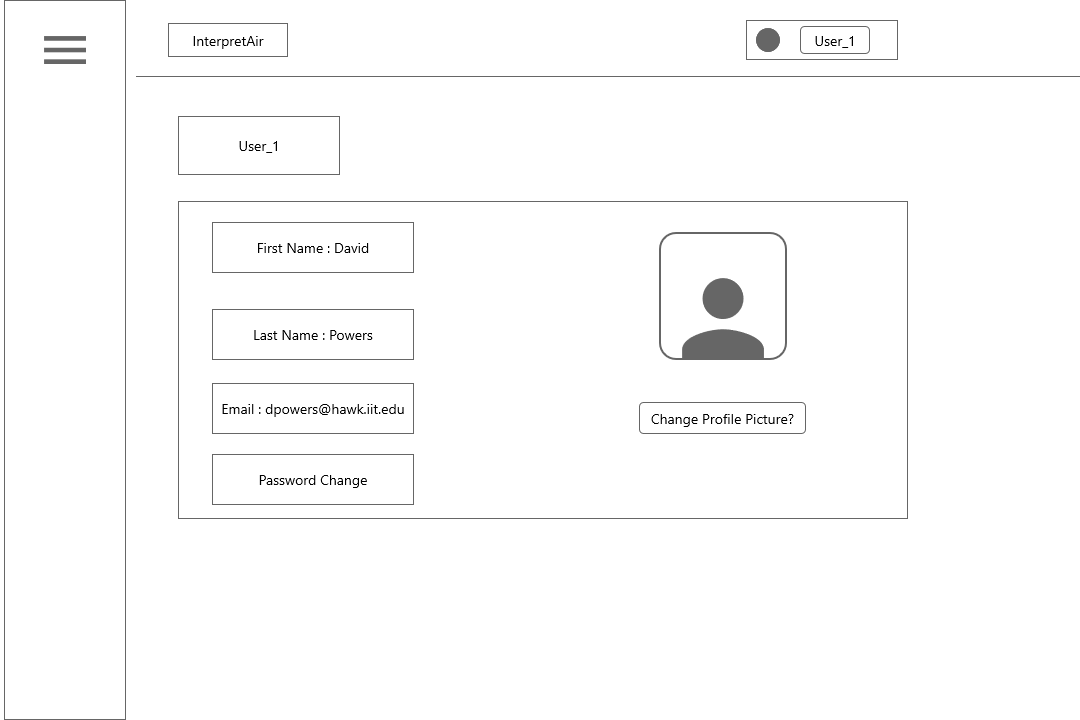 InterpretAir
User_1
User_1
First Name : David
Last Name : Powers
Email : dpowers@hawk.iit.edu
Password Change
Change Profile Picture?